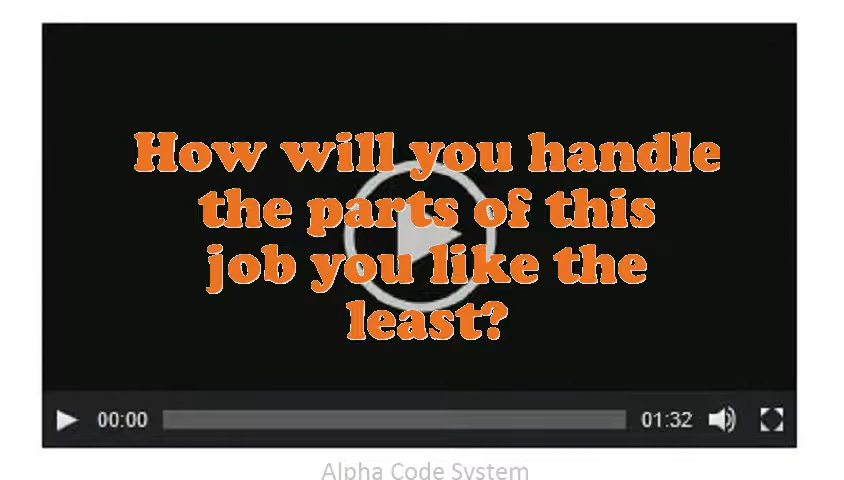 How will you handle
the parts of this
job you like the
least?
00:00
01:32
Alpha Code System